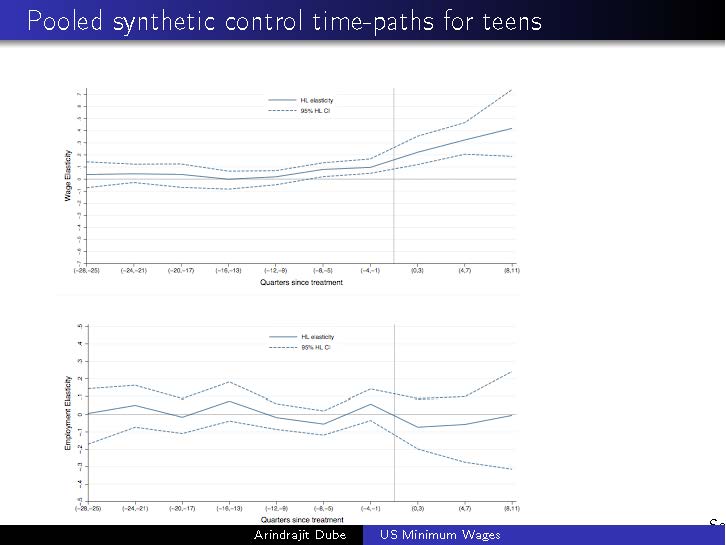 Pooled synthetic control time-paths for teens
HL elasticity
95% HL CI
Wage Elasticity
.7
.6
.5
.4
.3
.2
.1
0
-.1
-.2
-.3
-.4
-.5
-.6
-.7
(-28,-25) (-24,-21) (-20,-17) (-16,-13) (-12,-9) (-8,-5) (-4,-1) (0,3) (4,7) (8,11)
Quarters since treatment
HL elasticity
95% HL CI
Employment Elasticity
.5
.4
.3
.2
.1
0
-.1
-.2
-.3
-.4
-.5
(-28,-25) (-24,-21) (-20,-17) (-16,-13) (-12,-9) (-8,-5) (-4,-1) (0,3) (4,7) (8,11)
Quarters since treatment
Arindrajit Dube US Minimum Wages